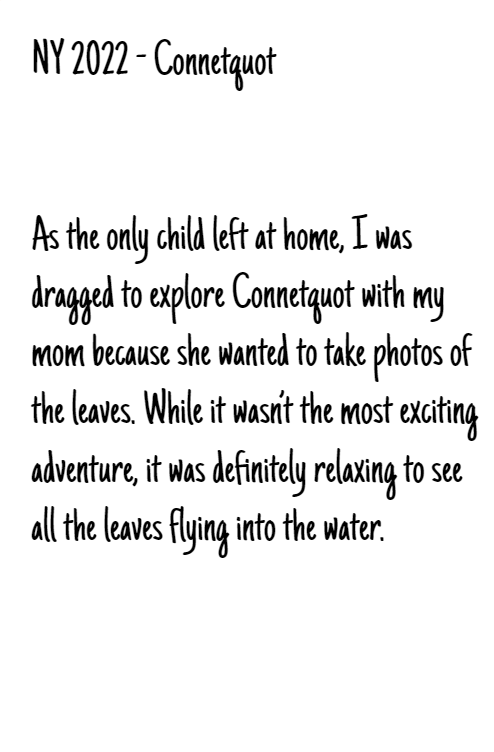 NY 2022 - Connetquot
As the only child left at home, I was
dragged to explore Connetquot with my
mom because she wanted to take photos of
the leaves. While it wasn't the most exciting
adventure, it was definitely relaxing to see
all the leaves flying into the water.